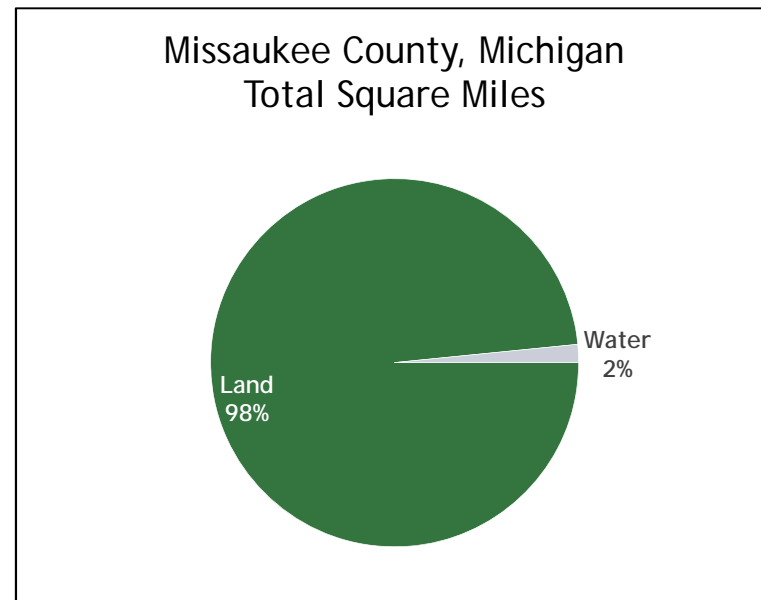 Missaukee County, Michigan
Total Square Miles
Water
2%
Land
98%